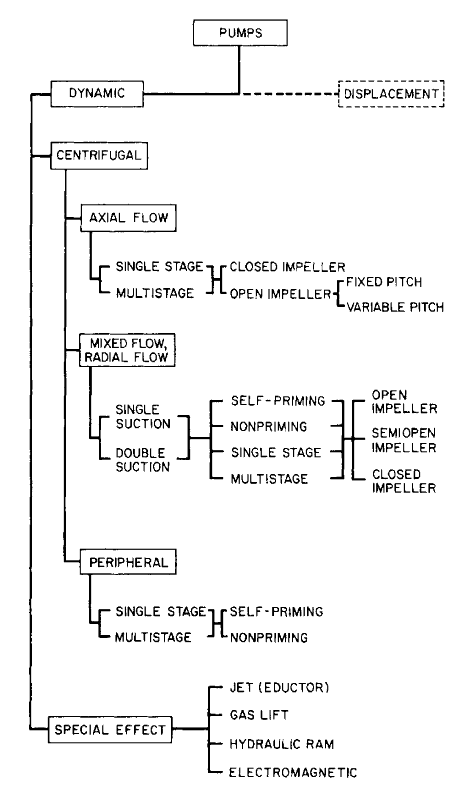 PUMPS
DYNAMIC
DISPLACEMENT
CENTRIFUGAL
AXIAL FLOW
SINGLE STAGE
MULTISTAGE
CLOSED IMPELLER
OPEN IMPELLER
FIXED PITCH
VARIABLE PITCH
MIXED FLOW,
RADIAL FLOW
SINGLE
SUCTION
DOUBLE
SUCTION
SELF-PRIMING
NONPRIMING
SINGLE STAGE
MULTISTAGE
OPEN
IMPELLER
SEMIOPEN
IMPELLER
CLOSED
IMPELLER
PERIPHERAL
SINGLE STAGE
MULTISTAGE
SELF-PRIMING
NONPRIMING
SPECIAL EFFECT
JET (EDUCTOR)
GAS LIFT
HYDRAULIC RAM
ELECTROMAGNETIC